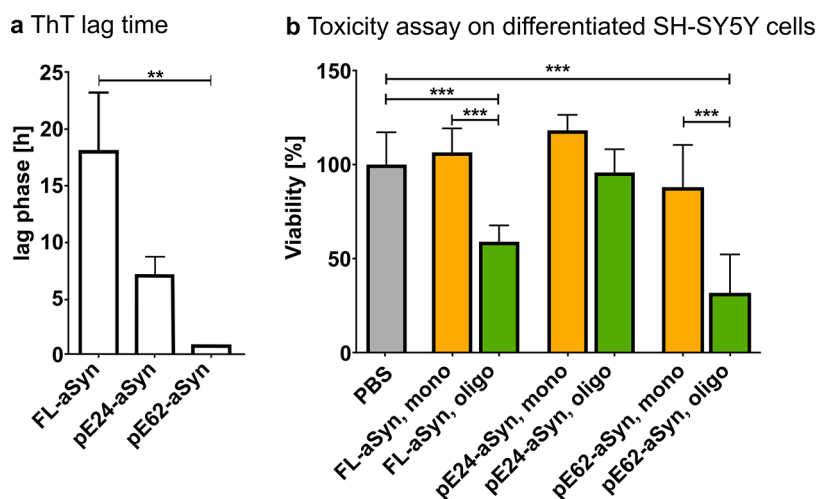 a ThT lag time
b Toxicity assay on differentiated SH-SY5Y cells
lag phase [h]
25
20
15
10
5
0
**
FL-aSyn
pE24-aSyn
pE62-aSyn
Viability [%]
150
100
50
0
***
***
***
***
PBS
FL-aSyn, mono
FL-aSyn, oligo
pE24-aSyn, mono
pE24-aSyn, oligo
pE62-aSyn, mono
pE62-aSyn, oligo